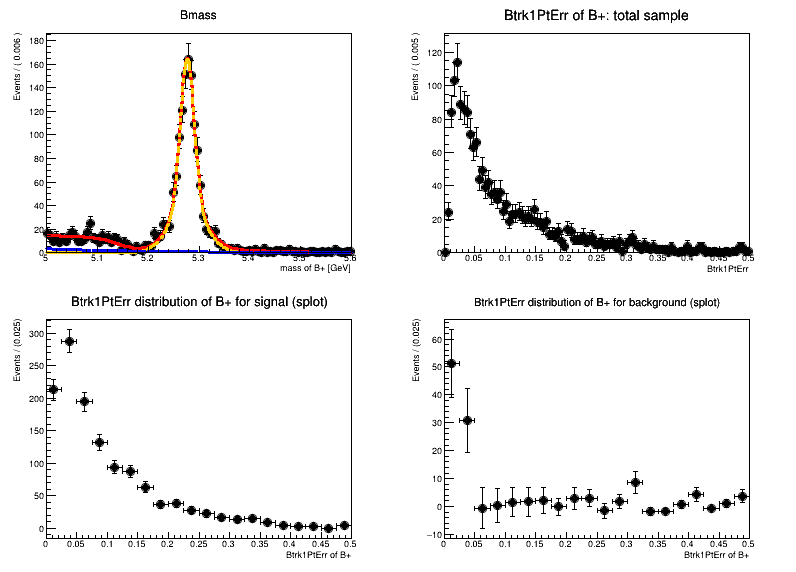 Bmass
Events / ( 0.006 )
180
160
140
120
100
80
60
40
20
0
5 5.1 5.2 5.3 5.4 5.5 5.6
mass of B+ [GeV]
Btrk1PtErr of B+: total sample
Events / ( 0.005 )
120
100
80
60
40
20
0
0 0.05 0.1 0.15 0.2 0.25 0.3 0.35 0.4 0.45 0.5
Btrk1PtErr
Btrk1PtErr distribution of B+ for signal (splot)
Events / (0.025)
300
250
200
150
100
50
0
0 0.05 0.1 0.15 0.2 0.25 0.3 0.35 0.4 0.45 0.5
Btrk1PtErr of B+
Btrk1PtErr distribution of B+ for background (splot)
Events / (0.025)
60
50
40
30
20
10
0
−10
0 0.05 0.1 0.15 0.2 0.25 0.3 0.35 0.4 0.45 0.5
Btrk1PtErr of B+